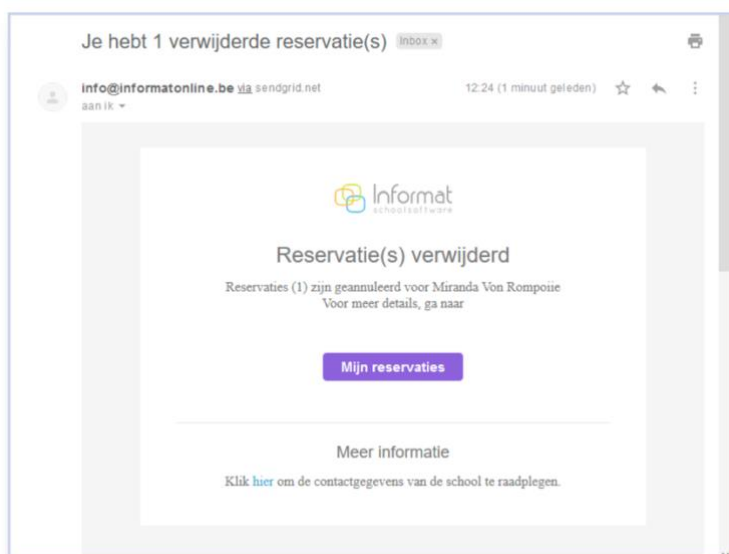 Je hebt 1 verwijderde reservatie(s) Inbox x
info@informatonline.be via sendgrid.net 12:24 (1 minuut geleden)
aan ik
Informat
schoolsoftware
Reservatie(s) verwijderd
Reservaties (1) zijn geannuleerd voor Miranda Von Rompoiie
Voor meer details, ga naar
Mijn reservaties
Meer informatie
Klik hier om de contactgegevens van de school te raadplegen.